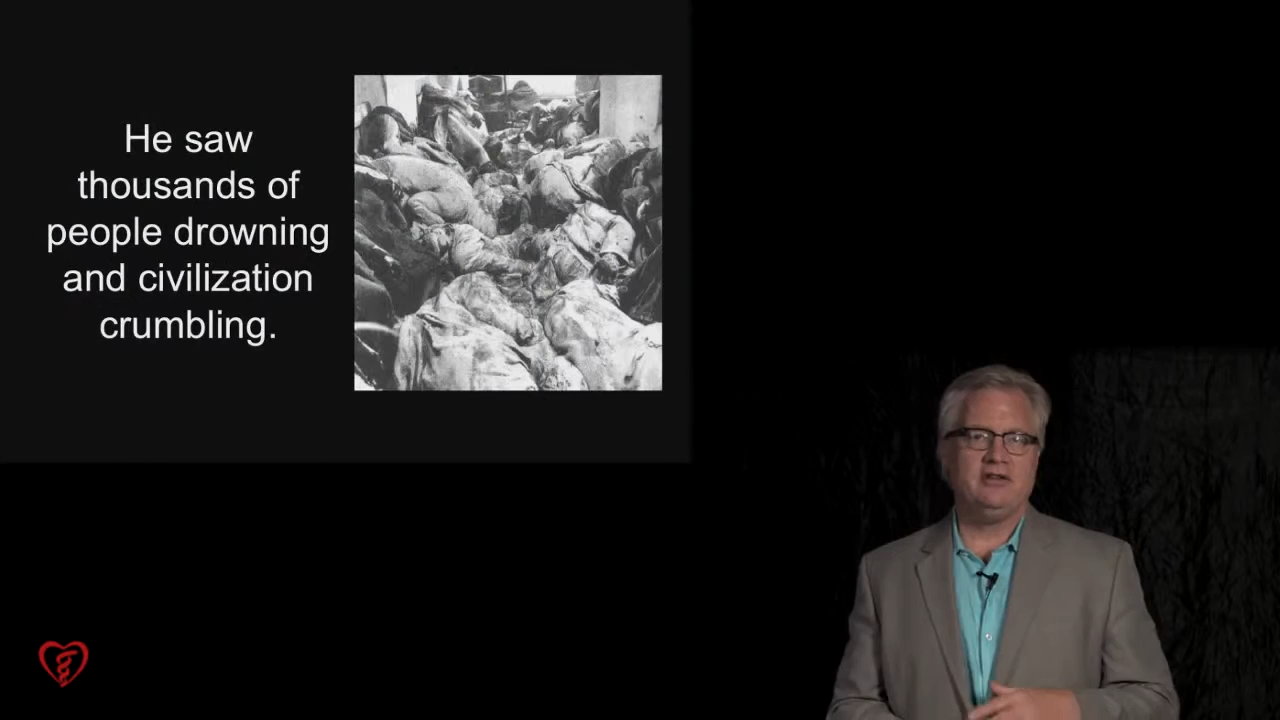 He saw
thousands of
people drowning
and civilization
crumbling.